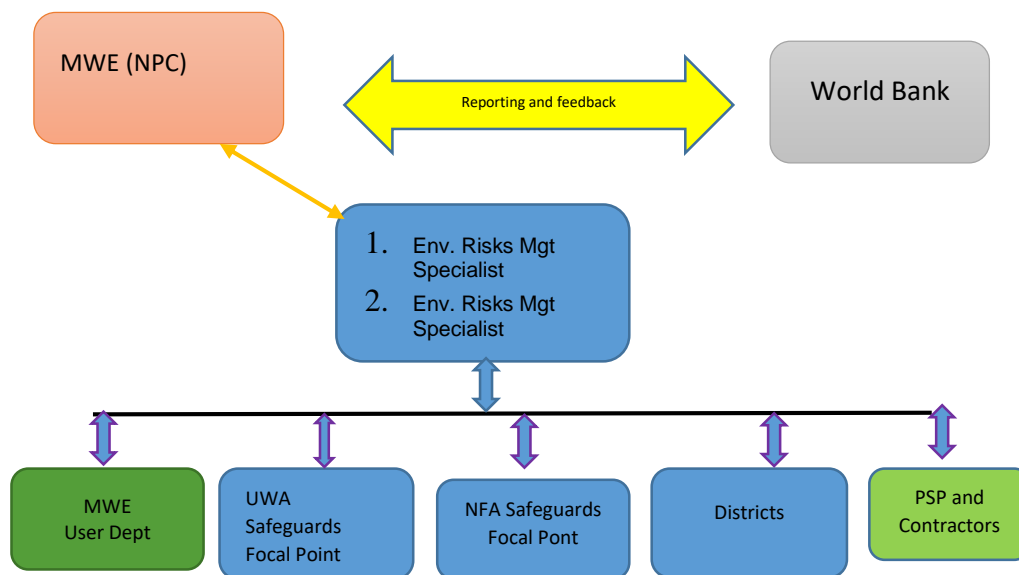 MWE (NPC)
Reporting and feedback
World Bank
1. Env. Risks Mgt
Specialist
2. Env. Risks Mgt
Specialist
MWE
User Dept
UWA
Safeguards
Focal Point
NFA Safeguards
Focal Pont
Districts
PSP and
Contractors